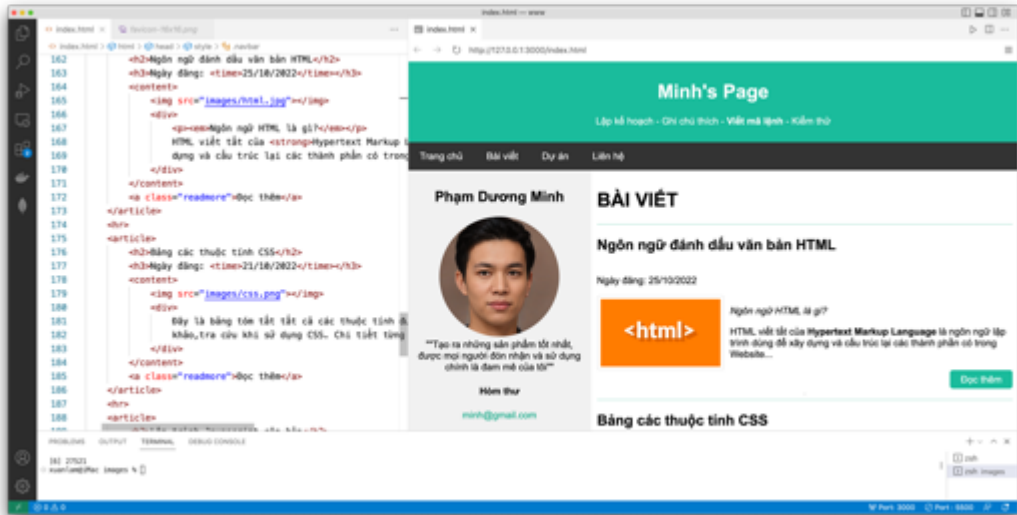 index.html — www
index.html
favicon-16x16.png
index.html > html > head > style > .navbar
162 <h2>Ngôn ngữ đánh dấu văn bản HTML</h2>
163 <h3>Ngày đăng: <time>25/10/2022</time></h3>
164 <content>
165 <img src="images/html.jpg"></img>
166 <div>
167 <p><em>Ngôn ngữ HTML là gì?</em></p>
168 HTML viết tắt của <strong>Hypertext Markup L
169 dựng và cấu trúc lại các thành phần có trong
170 </div>
171 </content>
172 <a class="readmore">Đọc thêm</a>
173 </article>
174 <hr>
175 <article>
176 <h2>Bảng các thuộc tính CSS</h2>
177 <h3>Ngày đăng: <time>21/10/2022</time></h3>
178 <content>
179 <img src="images/css.png"></img>
180 <div>
181 Đây là bảng tóm tắt tất cả các thuộc tính
182 khảo,tra cứu khi sử dụng CSS. Chi tiết từng
183 </div>
184 </content>
185 <a class="readmore">Đọc thêm</a>
186 </article>
187 <hr>
188 <article>
index.html
http://127.0.0.1:3000/index.html
Minh's Page
Lập kế hoạch - Ghi chú thích - Viết mã lệnh - Kiểm thử
Trang chủ Bài viết Dự án Liên hệ
Phạm Dương Minh
""Tạo ra những sản phẩm tốt nhất,
được mọi người đón nhận và sử dụng
chính là đam mê của tôi""
Hòm thư
minh@gmail.com
BÀI VIẾT
Ngôn ngữ đánh dấu văn bản HTML
Ngày đăng: 25/10/2022
<html>
Ngôn ngữ HTML là gì?
HTML viết tắt của Hypertext Markup Language là ngôn ngữ lập
trình dùng để xây dựng và cấu trúc lại các thành phần có trong
Website...
Đọc thêm
Bảng các thuộc tính CSS
PROBLEMS OUTPUT TERMINAL DEBUG CONSOLE
[6] 27521
xuanlam@iMac images %
zsh
zsh images
0 0
Port: 3000 Port : 5500